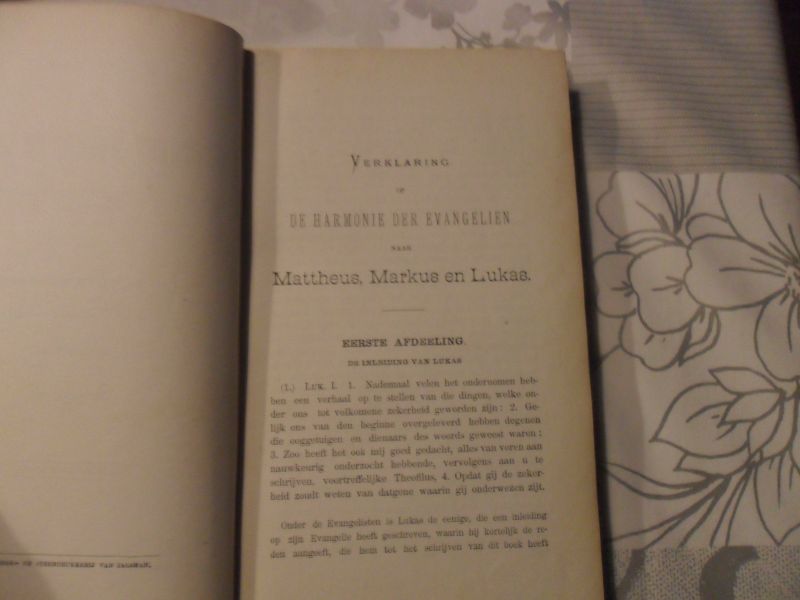 VERKLARING
OP
DE HARMONIE DER EVANGELIEN
NAAR
Mattheus, Markus en Lukas.
EERSTE AFDEELING.
DE INLEIDING VAN LUKAS
(1.) LUK. I. 1. Nademaal velen het ondernomen heb-
ben een verhaal op te stellen van die dingen, welke on-
der ons tot volkomene zekerheid geworden zijn: 2. Ge-
lijk ons van den beginne overgeleverd hebben degenen
die ooggetuigen en dienaars des woords geweest waren:
3. Zoo heeft het ook mij goed gedacht, alles van veren aan
nauwkeurig onderzocht hebbende, vervolgens aan u te
schrijven, voortreffelijke Theofilus, 4. Opdat gij de zeker-
heid zoudt weten van datgene waarin gij onderwezen zijt.
Onder de Evangelisten is Lukas de eenige, die een inleiding
op zijn Evangelie heeft geschreven, waarin hij kortelijk de re-
den aangeeft, die hem tot het schrijven van dit boek heeft
VAN ZALSMAN.